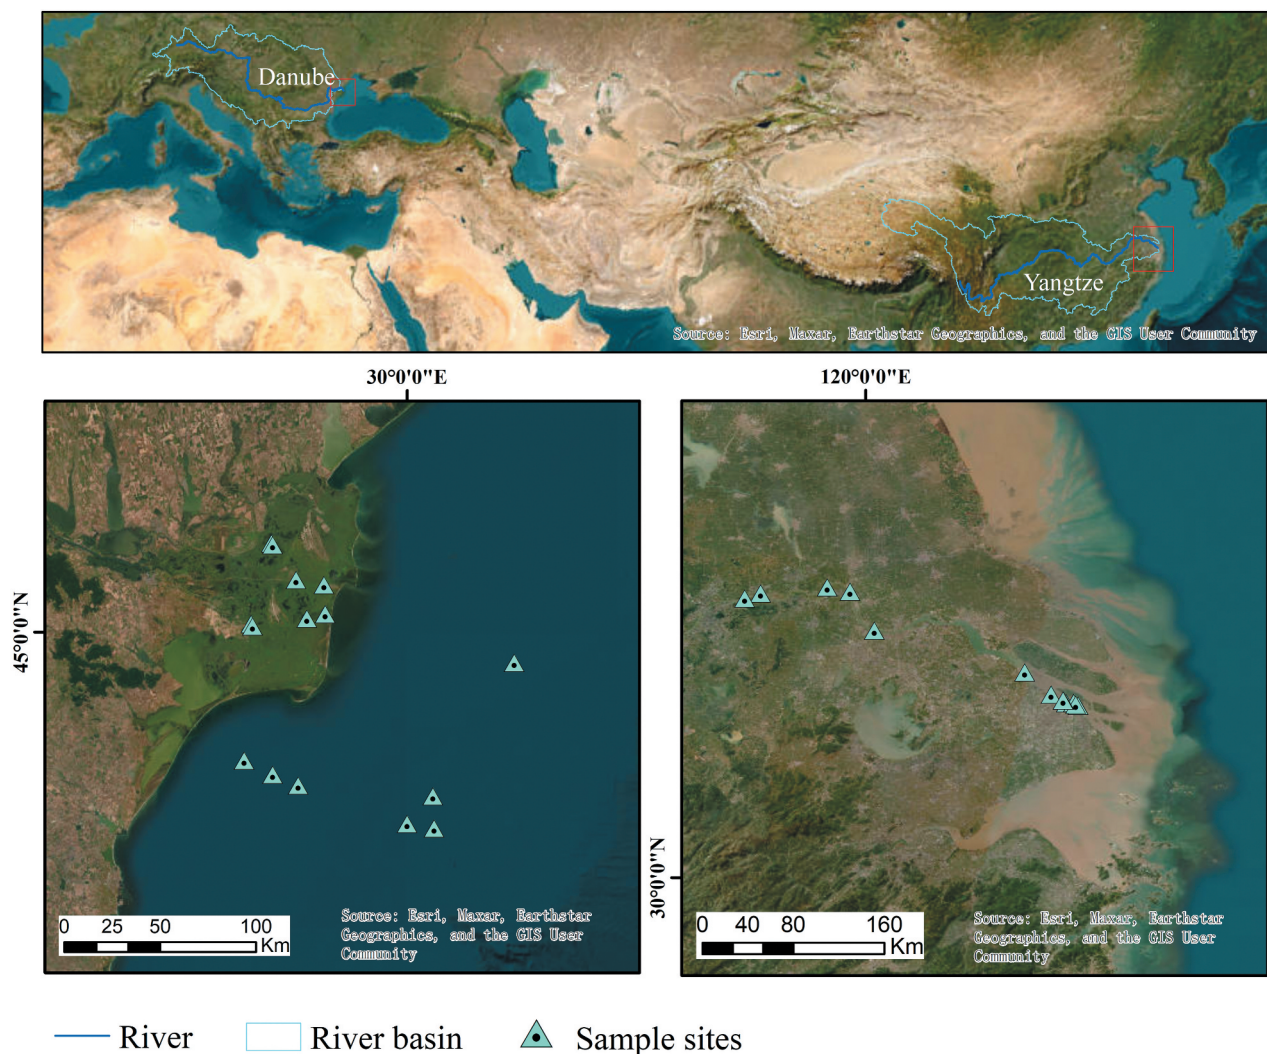 Danube
Yangtze
Source: Esri, Maxar, Earthstar Geographics, and the GIS User Community
30°0'0"E
120°0'0"E
45°0'0"N
30°0'0"N
0 25 50 100 Km
Source: Esri, Maxar, Earthstar
Geographics, and the GIS User
Community
0 40 80 160 Km
Source: Esri, Maxar, Earthstar
Geographics, and the GIS User
Community
River
River basin
Sample sites